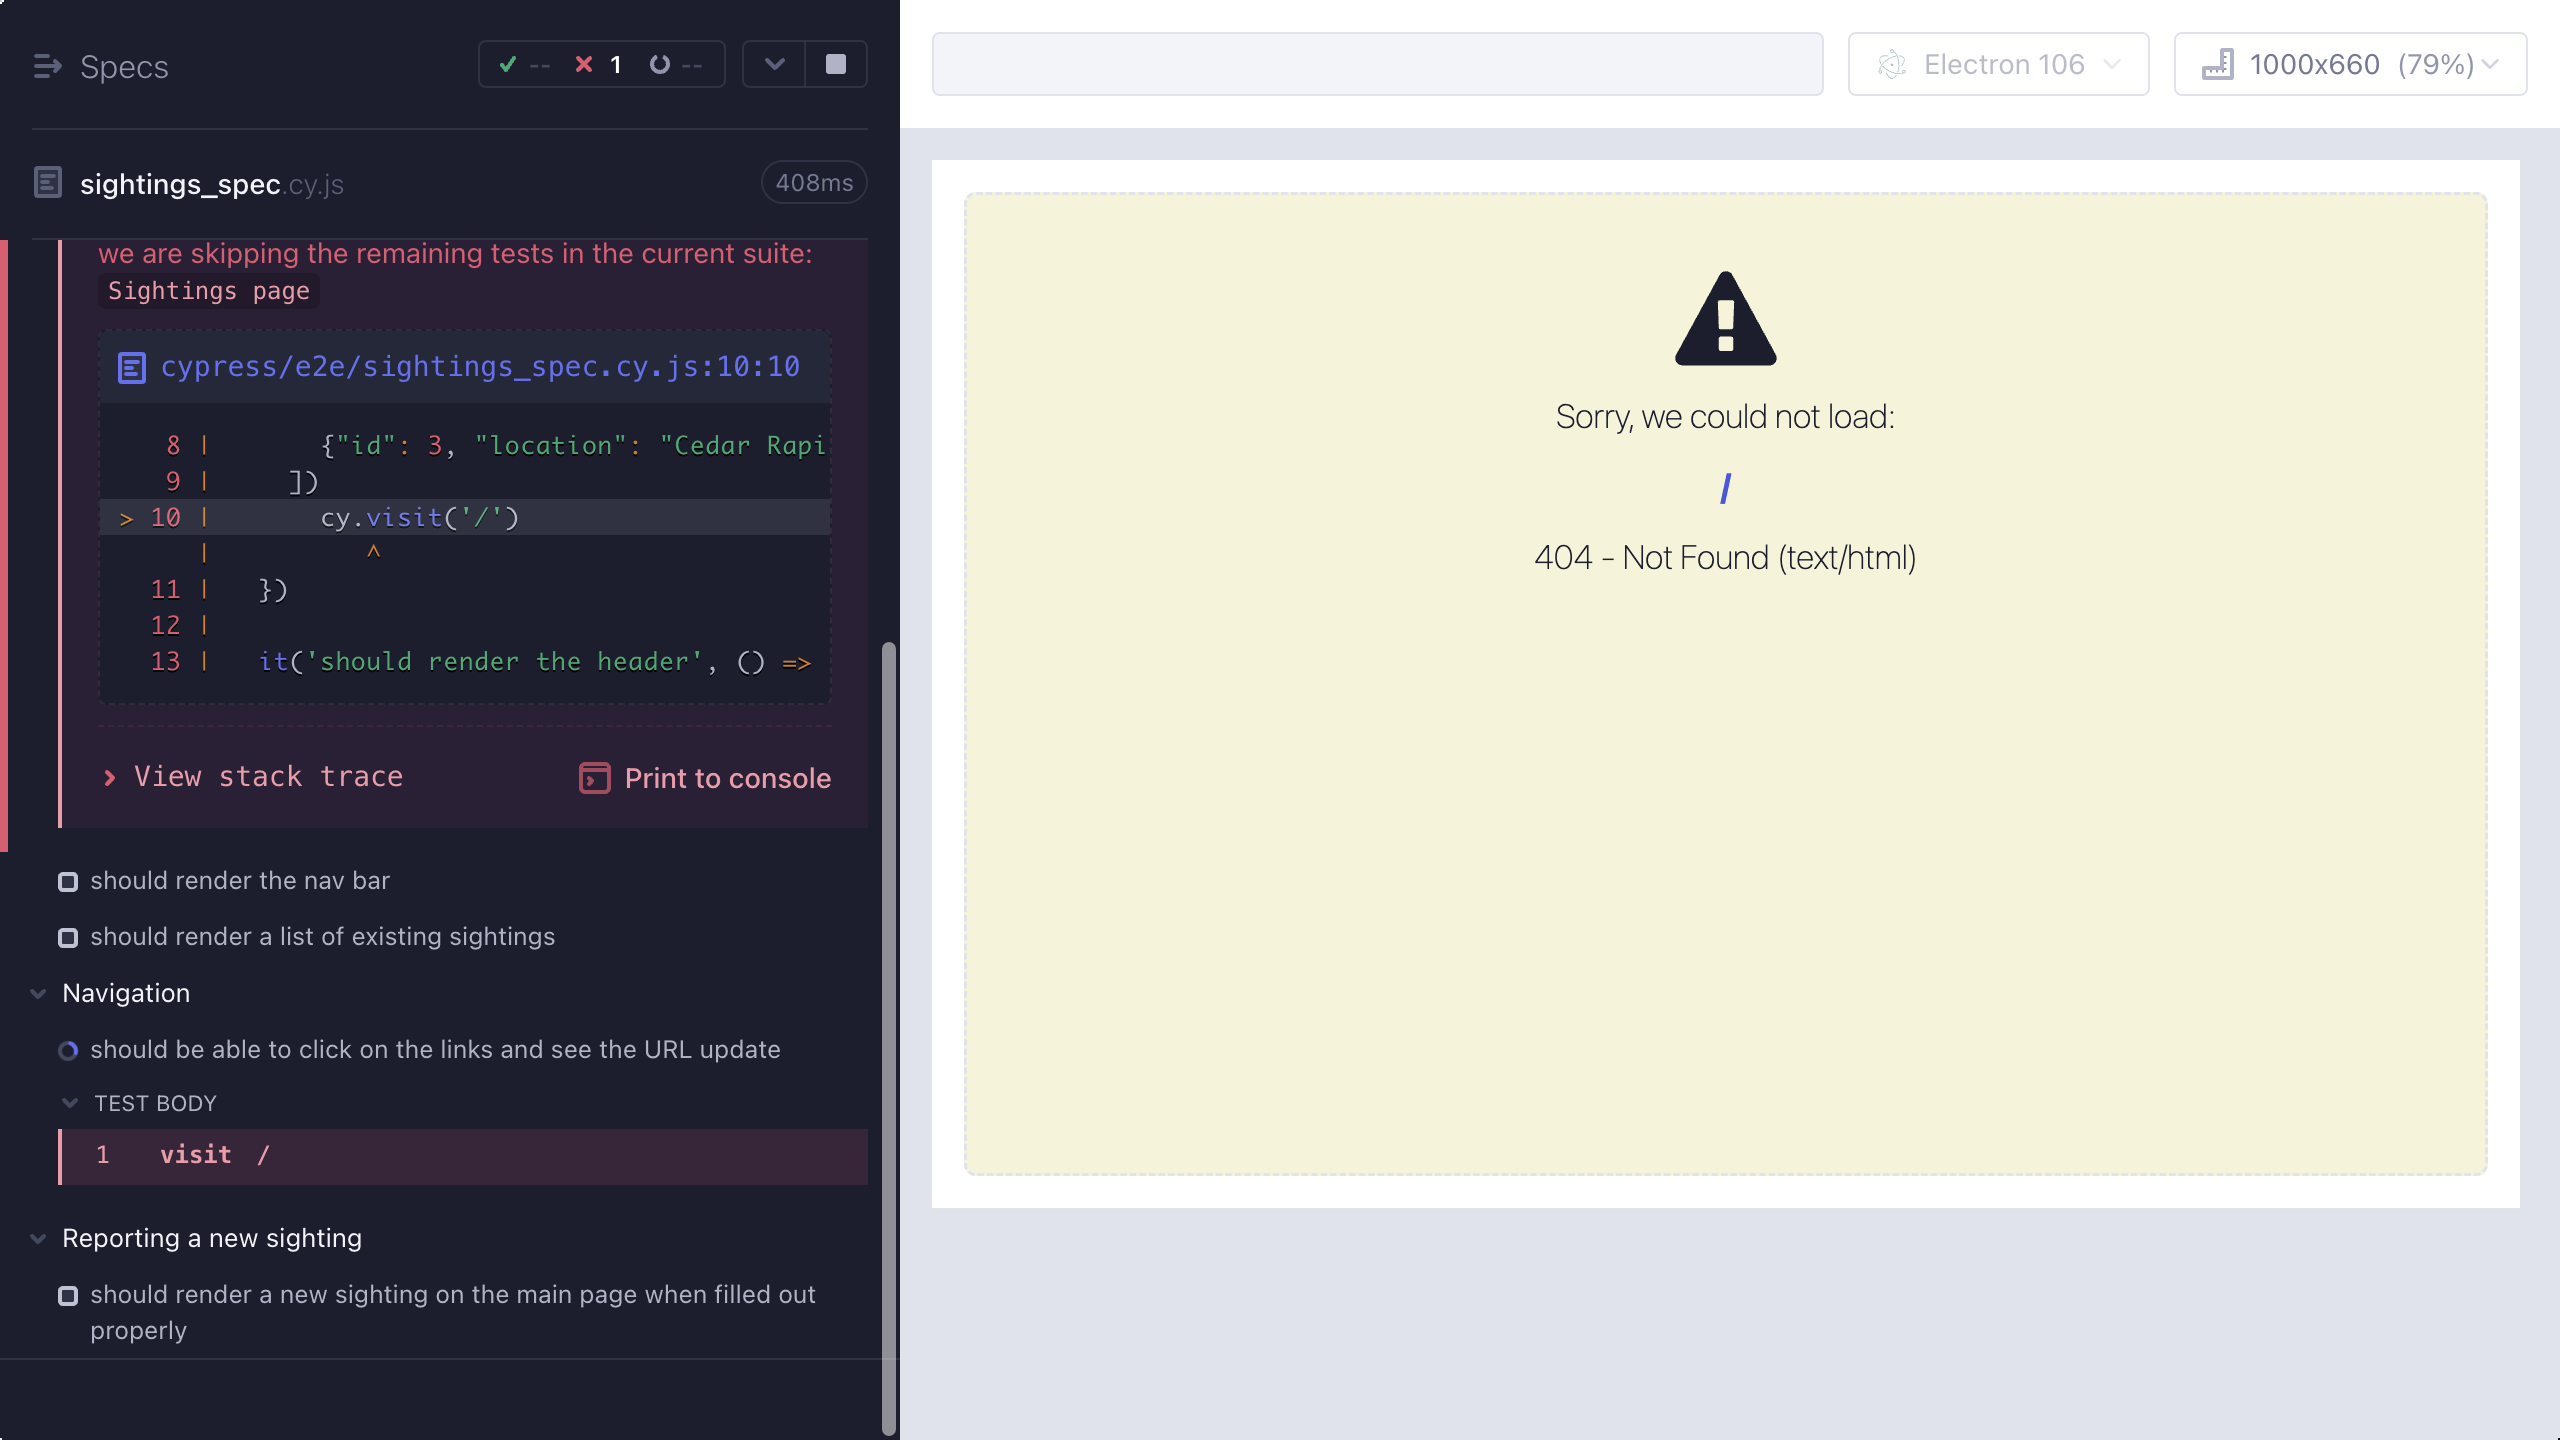 Specs
-- 1 --
sightings_spec.cy.js
408ms
we are skipping the remaining tests in the current suite:
Sightings page
cypress/e2e/sightings_spec.cy.js:10:10
8 | {"id": 3, "location": "Cedar Rapi
9 | ])
> 10 | cy.visit('/')
| ^
11 | })
12 |
13 | it('should render the header', () =>
View stack trace
Print to console
should render the nav bar
should render a list of existing sightings
Navigation
should be able to click on the links and see the URL update
TEST BODY
1 visit /
Reporting a new sighting
should render a new sighting on the main page when filled out
properly
Electron 106
1000x660 (79%)
Sorry, we could not load:
/
404 - Not Found (text/html)